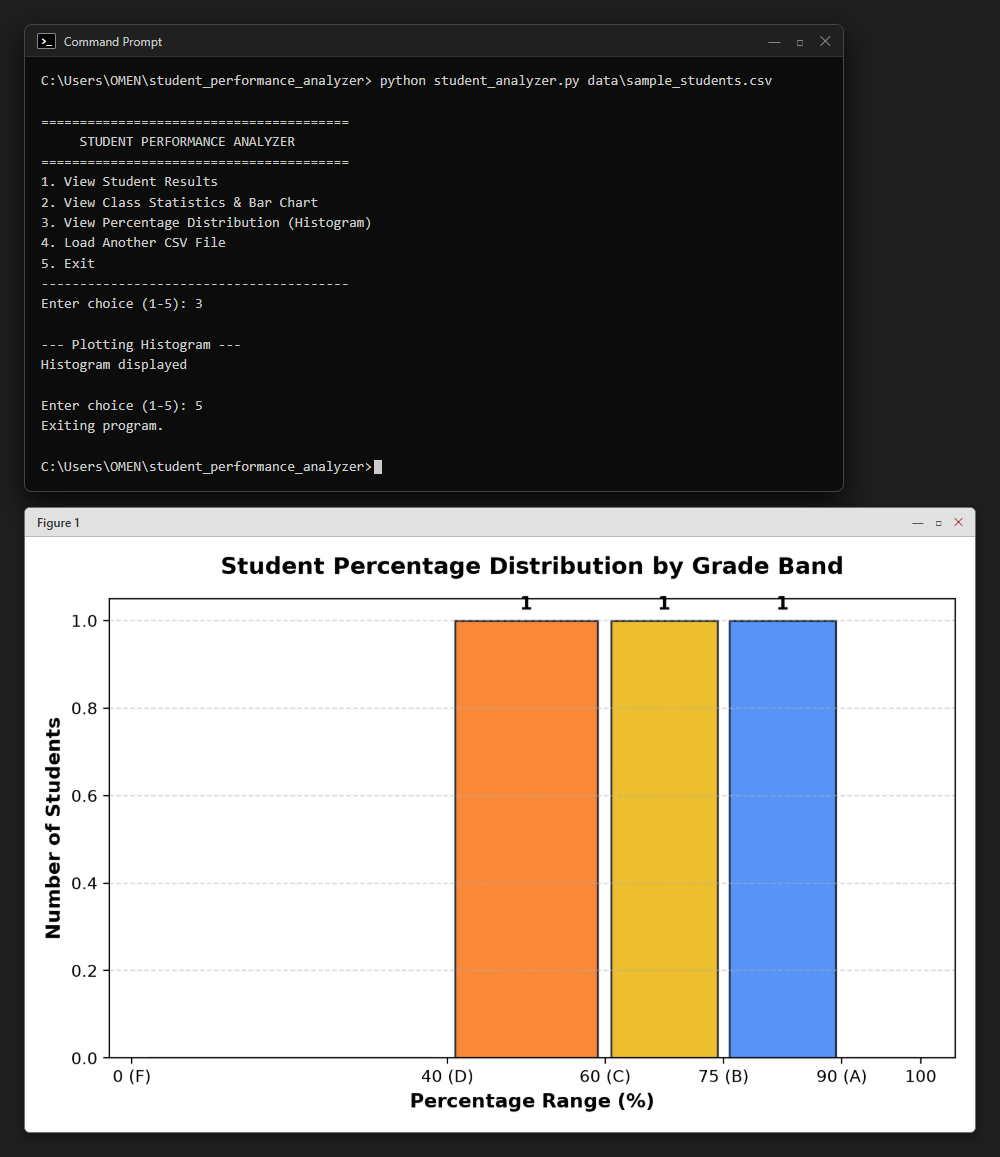 Command Prompt
C:\Users\OMEN\student_performance_analyzer> python student_analyzer.py data\sample_students.csv
========================================
     STUDENT PERFORMANCE ANALYZER
========================================
1. View Student Results
2. View Class Statistics & Bar Chart
3. View Percentage Distribution (Histogram)
4. Load Another CSV File
5. Exit
----------------------------------------
Enter choice (1-5): 3
--- Plotting Histogram ---
Histogram displayed
Enter choice (1-5): 5
Exiting program.
C:\Users\OMEN\student_performance_analyzer>
Figure 1
Student Percentage Distribution by Grade Band
1 1 1
1.0
0.8
0.6
0.4
0.2
0.0
Number of Students
0 (F) 40 (D) 60 (C) 75 (B) 90 (A) 100
Percentage Range (%)